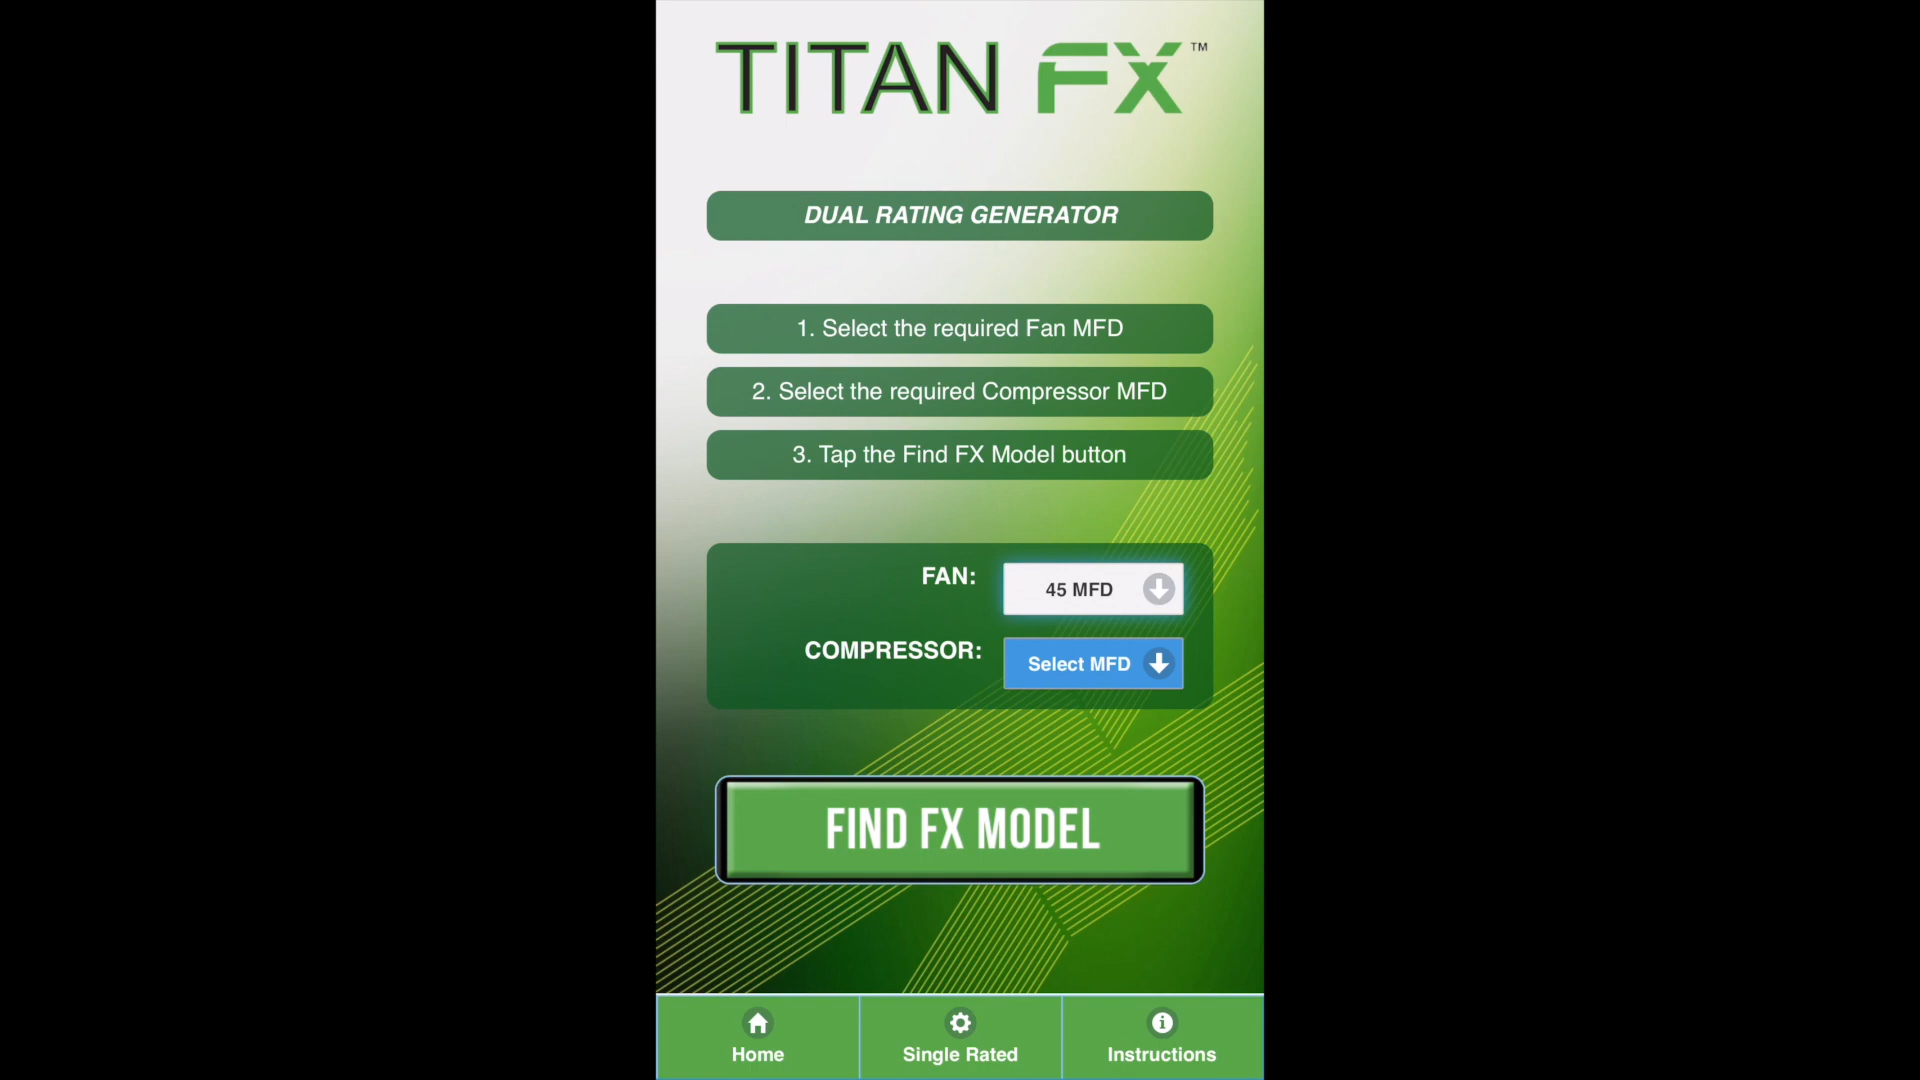 TITAN FX™
DUAL RATING GENERATOR
1. Select the required Fan MFD
2. Select the required Compressor MFD
3. Tap the Find FX Model button
FAN: 45 MFD
COMPRESSOR: Select MFD
FIND FX MODEL
Home Single Rated Instructions